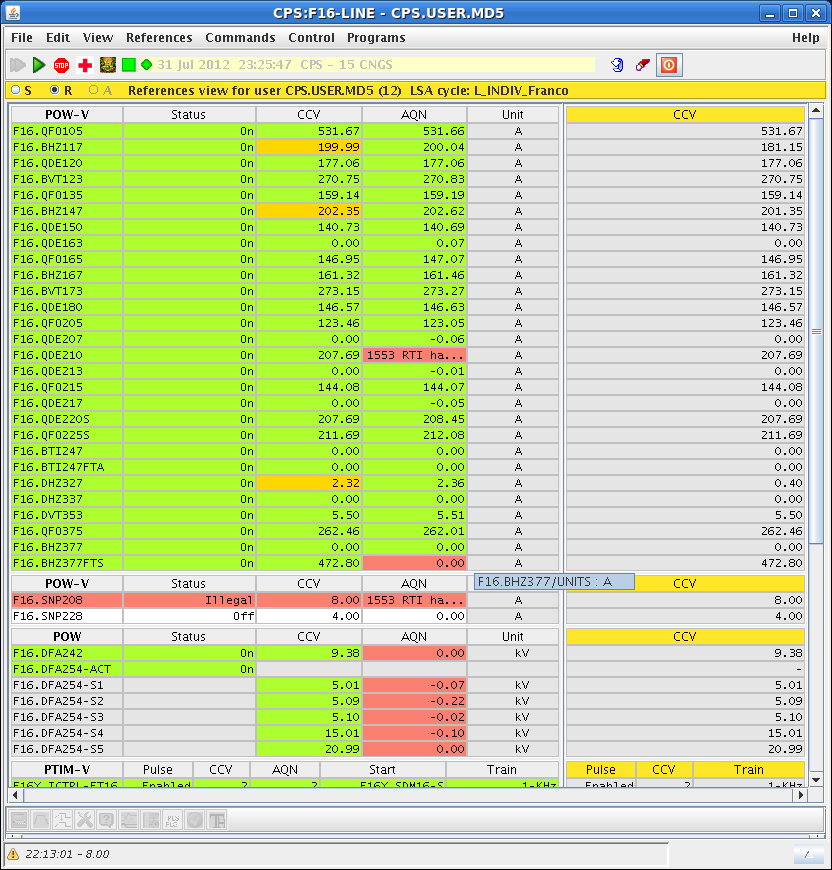 CPS:F16-LINE - CPS.USER.MD5
File Edit View References Commands Control Programs Help
STOP 31 Jul 2012 23:25:47 CPS - 15 CNGS
S R A References view for user CPS.USER.MD5 (12) LSA cycle: L_INDIV_Franco
POW-V Status CCV AQN Unit CCV
F16.QFO105 On 531.67 531.66 A 531.67
F16.BHZ117 On 199.99 200.04 A 181.15
F16.QDE120 On 177.06 177.06 A 177.06
F16.BVT123 On 270.75 270.83 A 270.75
F16.QFO135 On 159.14 159.19 A 159.14
F16.BHZ147 On 202.35 202.62 A 201.35
F16.QDE150 On 140.73 140.69 A 140.73
F16.QDE163 On 0.00 0.07 A 0.00
F16.QFO165 On 146.95 147.07 A 146.95
F16.BHZ167 On 161.32 161.46 A 161.32
F16.BVT173 On 273.15 273.27 A 273.15
F16.QDE180 On 146.57 146.63 A 146.57
F16.QFO205 On 123.46 123.05 A 123.46
F16.QDE207 On 0.00 -0.06 A 0.00
F16.QDE210 On 207.69 1553 RTI ha... A 207.69
F16.QDE213 On 0.00 -0.01 A 0.00
F16.QFO215 On 144.08 144.07 A 144.08
F16.QDE217 On 0.00 -0.05 A 0.00
F16.QDE220S On 207.69 208.45 A 207.69
F16.QFO225S On 211.69 212.08 A 211.69
F16.BTI247 On 0.00 0.00 A 0.00
F16.BTI247FTA On 0.00 0.00 A 0.00
F16.DHZ327 On 2.32 2.36 A 0.40
F16.DHZ337 On 0.00 0.00 A 0.00
F16.DVT353 On 5.50 5.51 A 5.50
F16.QFO375 On 262.46 262.01 A 262.46
F16.BHZ377 On 0.00 0.00 A 0.00
F16.BHZ377FTS On 472.80 0.00 A 472.80
POW-V Status CCV AQN F16.BHZ377/UNITS : A CCV
F16.SNP208 Illegal 8.00 1553 RTI ha... A 8.00
F16.SNP228 Off 4.00 0.00 A 4.00
POW Status CCV AQN Unit CCV
F16.DFA242 On 9.38 0.00 kV 9.38
F16.DFA254-ACT On -
F16.DFA254-S1 5.01 -0.07 kV 5.01
F16.DFA254-S2 5.09 -0.22 kV 5.09
F16.DFA254-S3 5.10 -0.02 kV 5.10
F16.DFA254-S4 15.01 -0.10 kV 15.01
F16.DFA254-S5 20.99 0.00 kV 20.99
PTIM-V Pulse CCV AQN Start Train Pulse CCV Train
Enabled 2 2 1-KHz Enabled 2 1-KHz
22:13:01 - 8.00